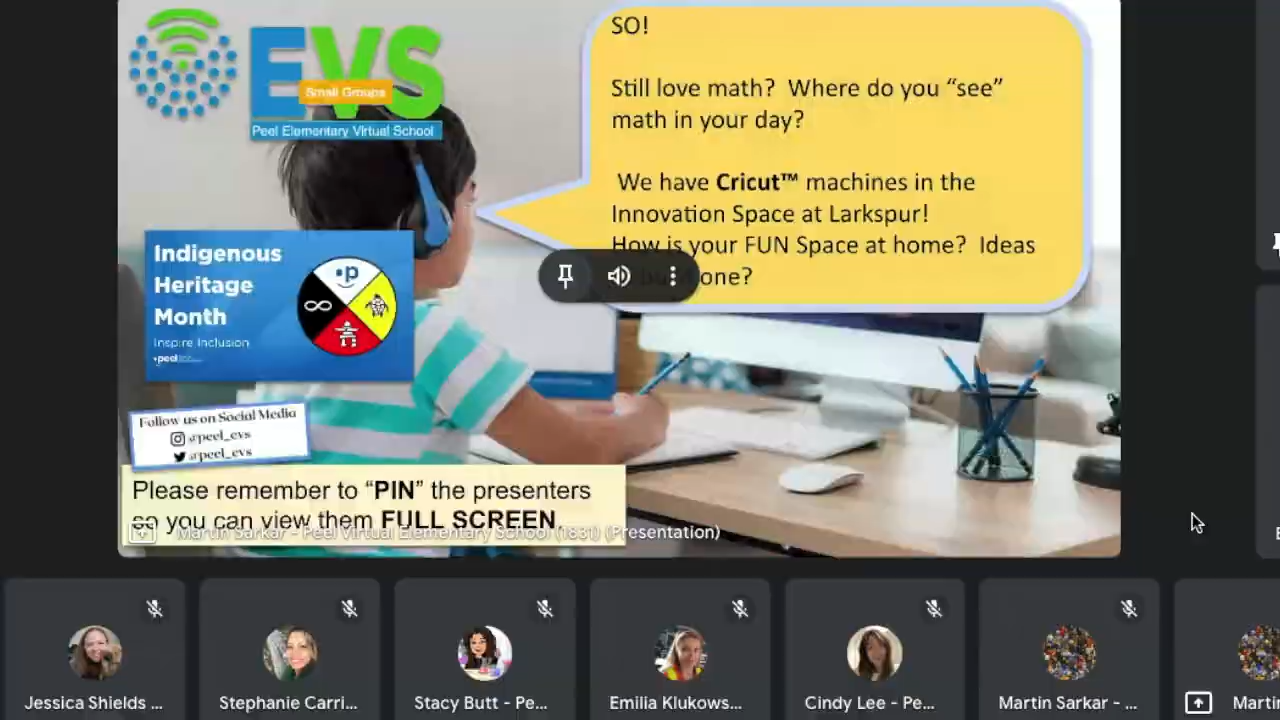 EVS
Small Groups
Peel Elementary Virtual School
SO!
Still love math? Where do you “see”
math in your day?
We have Cricut™ machines in the
Innovation Space at Larkspur!
How is your FUN Space at home? Ideas
one?
Indigenous
Heritage
Month
Inspire Inclusion
peel
Follow us on Social Media
@peel_evs
@peel_evs
Please remember to “PIN” the presenters
so you can view them FULL SCREEN.
Martin Sarkar - Peel Virtual Elementary School (1831) (Presentation)
Jessica Shields ...
Stephanie Carri...
Stacy Butt - Pe...
Emilia Klukows...
Cindy Lee - Pe...
Martin Sarkar - ...
Martin